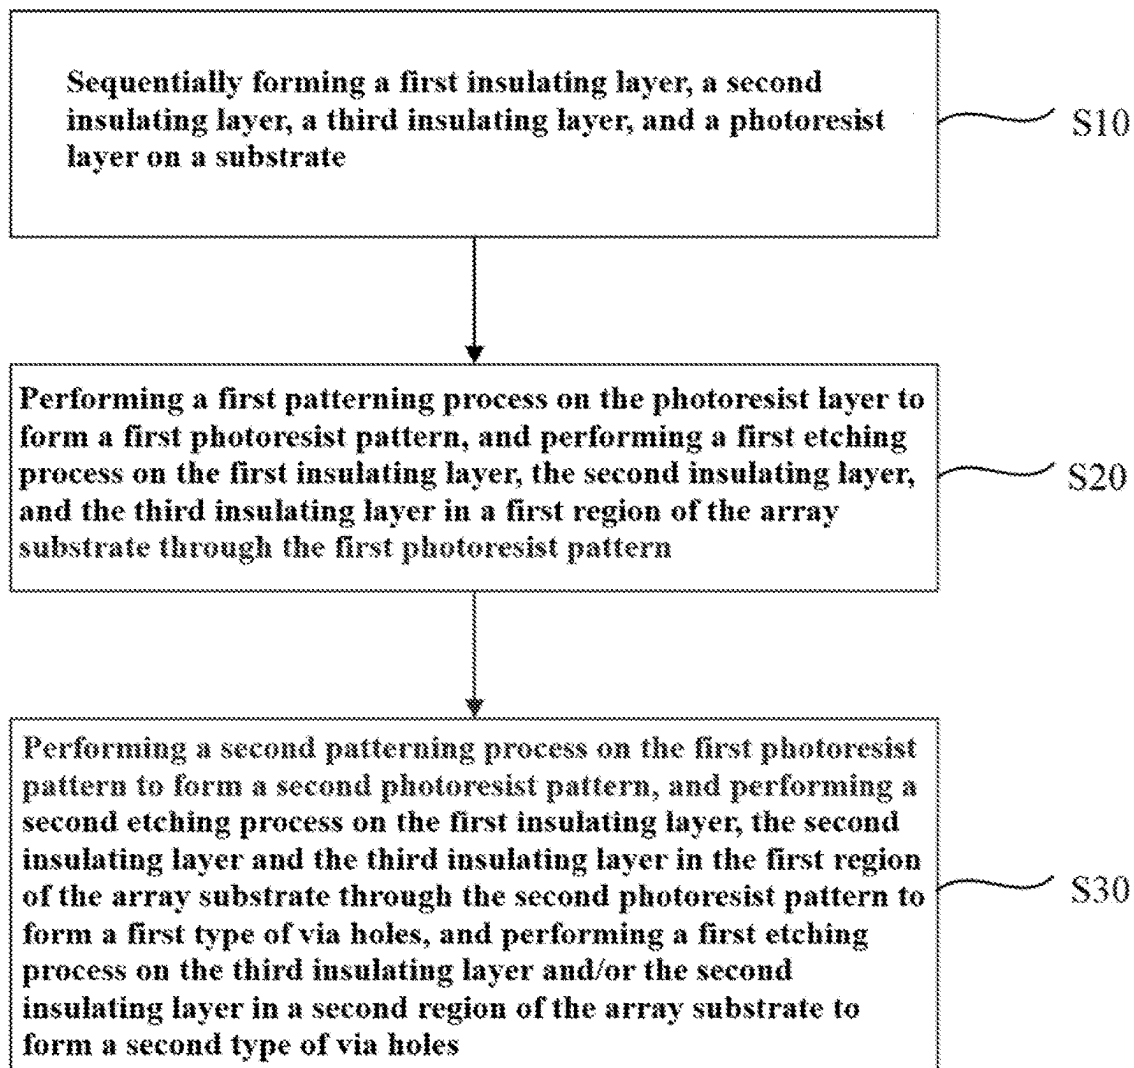 Sequentially forming a first insulating layer, a second
insulating layer, a third insulating layer, and a photoresist
layer on a substrate
S10
Performing a first patterning process on the photoresist layer to
form a first photoresist pattern, and performing a first etching
process on the first insulating layer, the second insulating layer,
and the third insulating layer in a first region of the array
substrate through the first photoresist pattern
S20
Performing a second patterning process on the first photoresist
pattern to form a second photoresist pattern, and performing a
second etching process on the first insulating layer, the second
insulating layer and the third insulating layer in the first region
of the array substrate through the second photoresist pattern to
form a first type of via holes, and performing a first etching
process on the third insulating layer and/or the second
insulating layer in a second region of the array substrate to
form a second type of via holes
S30